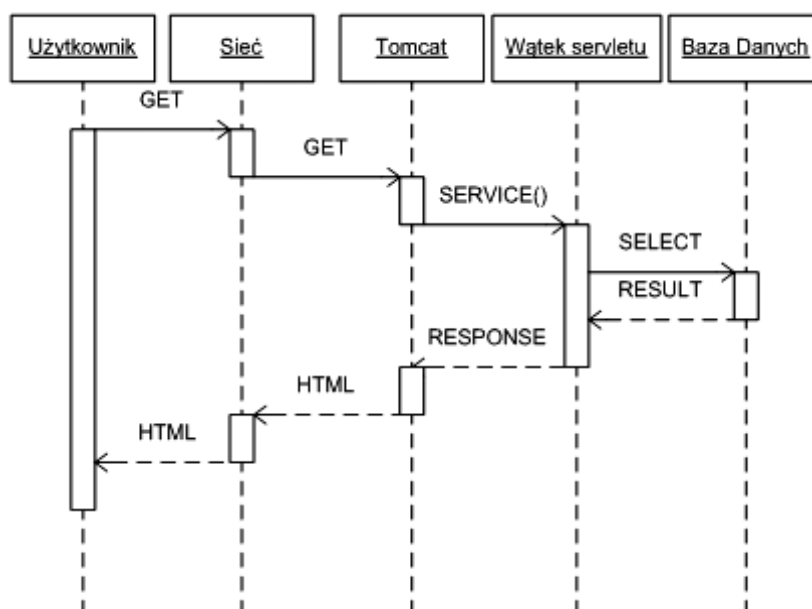 Użytkownik
Sieć
Tomcat
Wątek servletu
Baza Danych
GET
GET
SERVICE()
SELECT
RESULT
RESPONSE
HTML
HTML